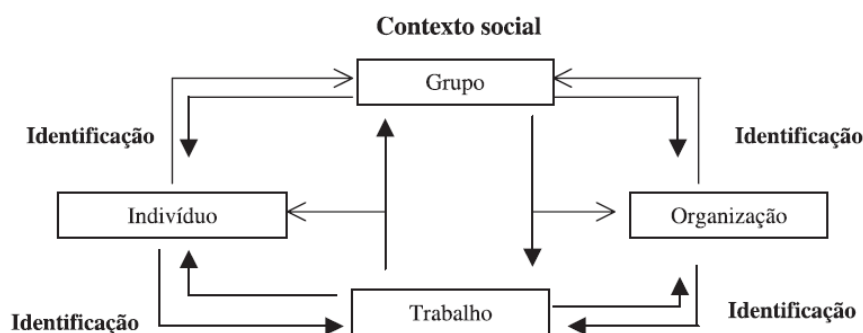 Contexto social
Grupo
Identificação
Identificação
Indivíduo
Organização
Identificação
Trabalho
Identificação